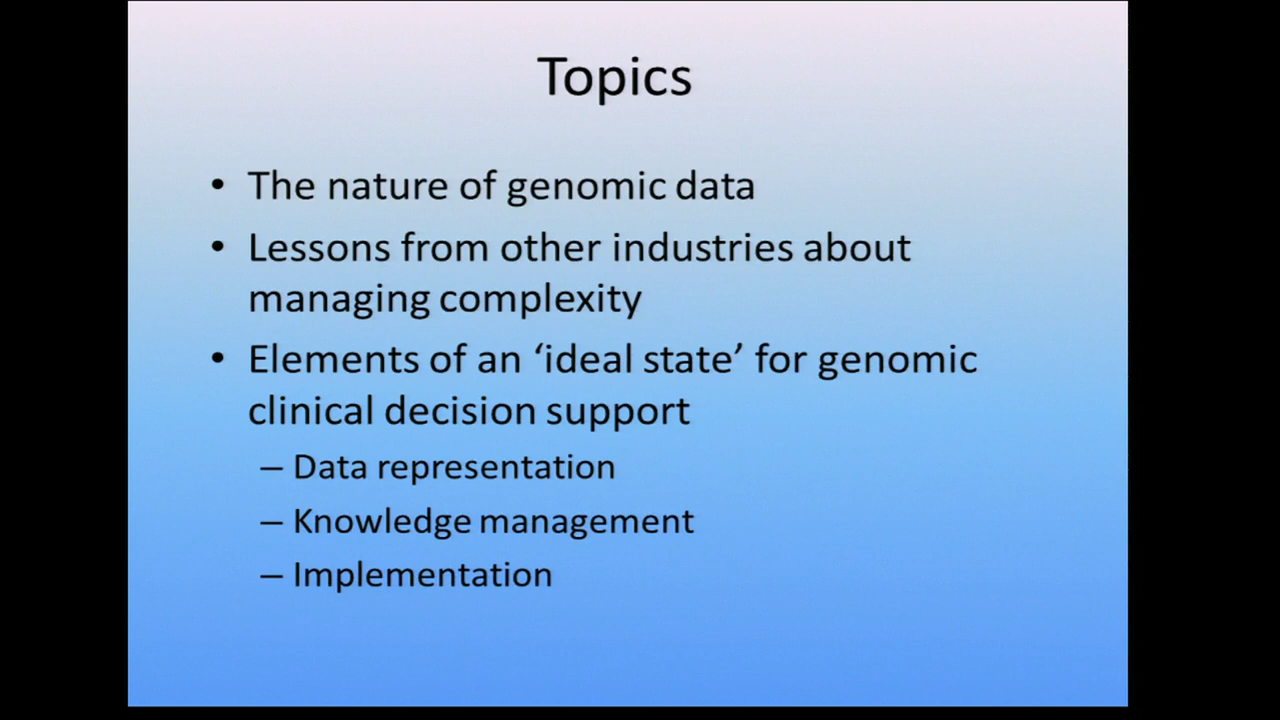 Topics
• The nature of genomic data
• Lessons from other industries about
managing complexity
• Elements of an ‘ideal state’ for genomic
clinical decision support
– Data representation
– Knowledge management
– Implementation